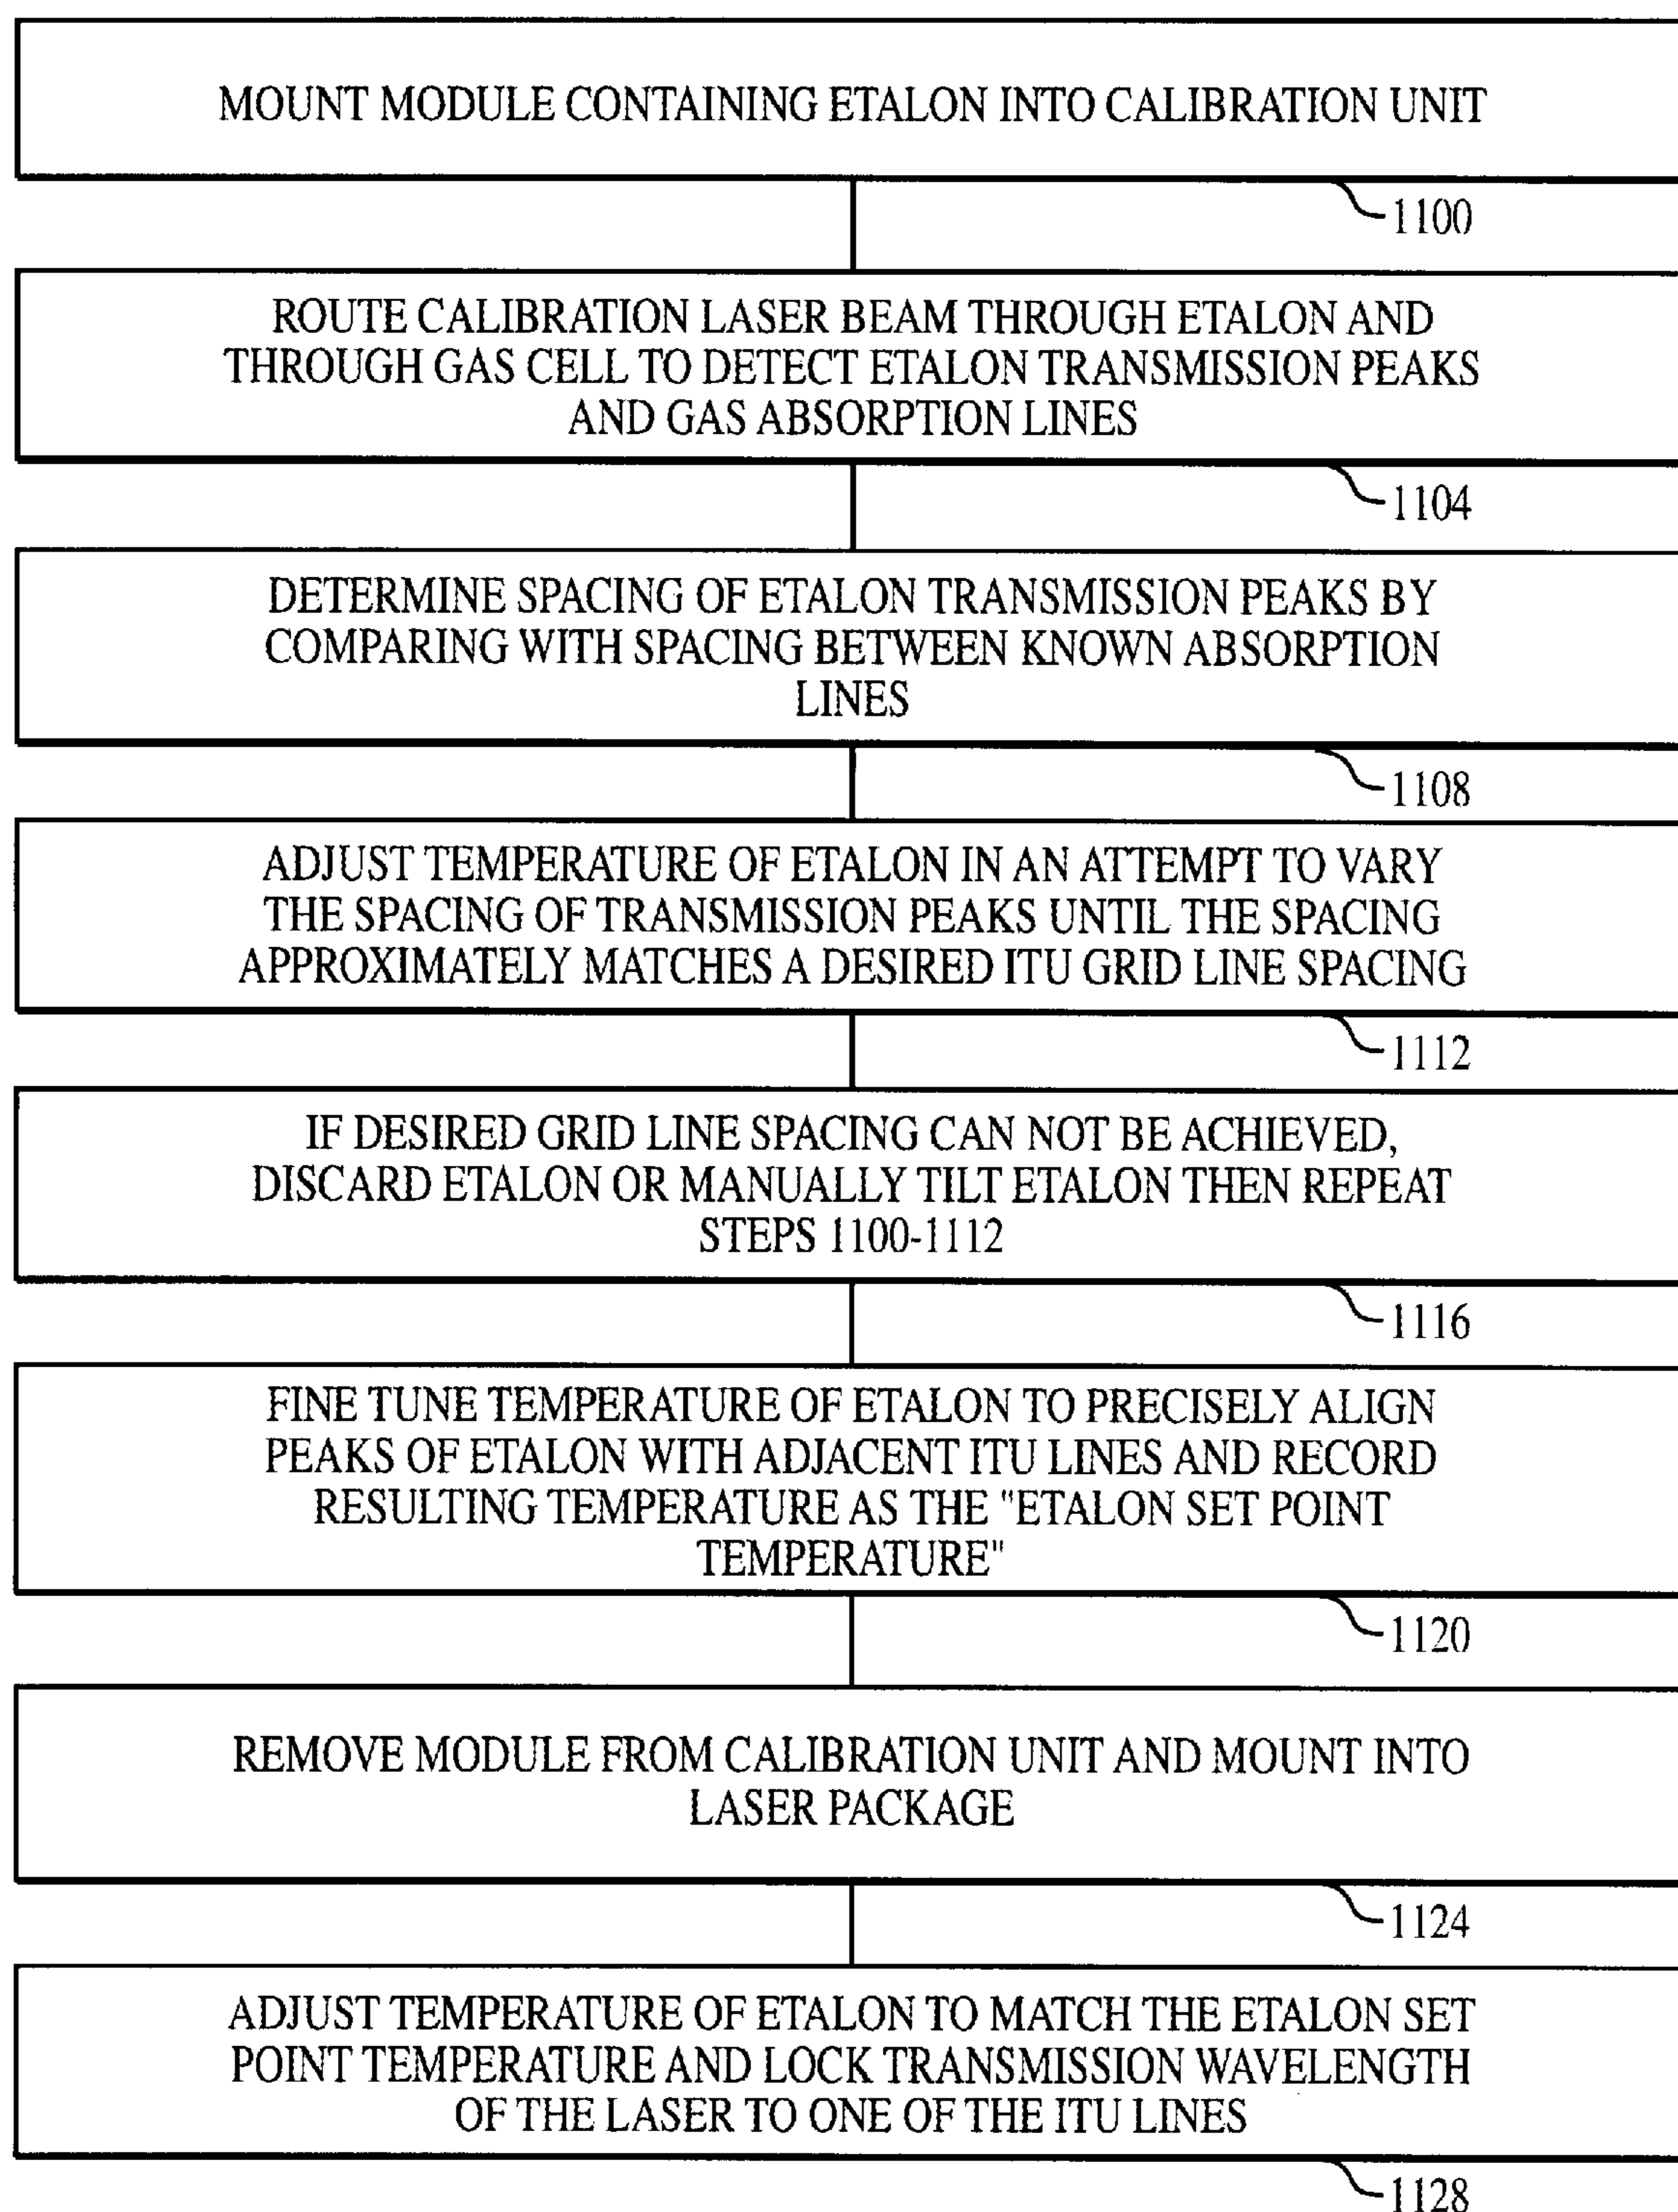 MOUNT MODULE CONTAINING ETALON INTO CALIBRATION UNIT
1100
ROUTE CALIBRATION LASER BEAM THROUGH ETALON AND
THROUGH GAS CELL TO DETECT ETALON TRANSMISSION PEAKS
AND GAS ABSORPTION LINES
1104
DETERMINE SPACING OF ETALON TRANSMISSION PEAKS BY
COMPARING WITH SPACING BETWEEN KNOWN ABSORPTION
LINES
1108
ADJUST TEMPERATURE OF ETALON IN AN ATTEMPT TO VARY
THE SPACING OF TRANSMISSION PEAKS UNTIL THE SPACING
APPROXIMATELY MATCHES A DESIRED ITU GRID LINE SPACING
1112
IF DESIRED GRID LINE SPACING CAN NOT BE ACHIEVED,
DISCARD ETALON OR MANUALLY TILT ETALON THEN REPEAT
STEPS 1100-1112
1116
FINE TUNE TEMPERATURE OF ETALON TO PRECISELY ALIGN
PEAKS OF ETALON WITH ADJACENT ITU LINES AND RECORD
RESULTING TEMPERATURE AS THE "ETALON SET POINT
TEMPERATURE"
1120
REMOVE MODULE FROM CALIBRATION UNIT AND MOUNT INTO
LASER PACKAGE
1124
ADJUST TEMPERATURE OF ETALON TO MATCH THE ETALON SET
POINT TEMPERATURE AND LOCK TRANSMISSION WAVELENGTH
OF THE LASER TO ONE OF THE ITU LINES
1128